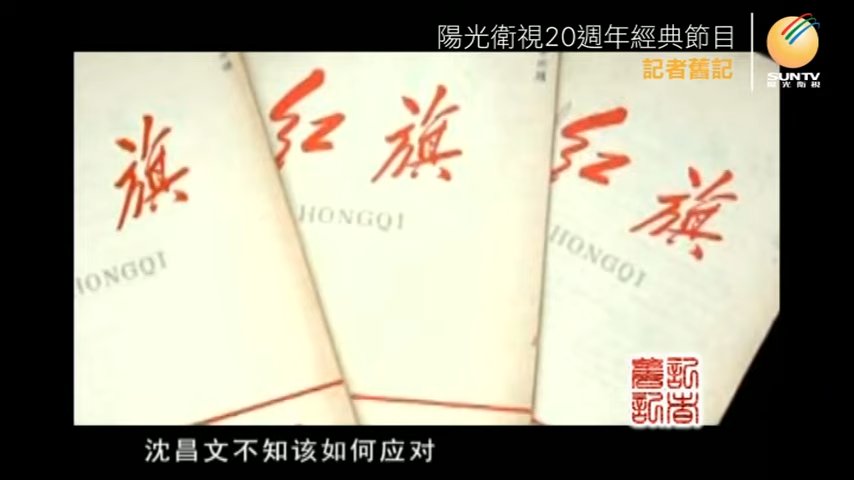 陽光衛視20週年經典節目
記者舊記
SUNTV
陽光衛視
旗
HONGQI
红旗
HONGQI
红旗
HONGQI
記者
舊記
沈昌文不知该如何应对